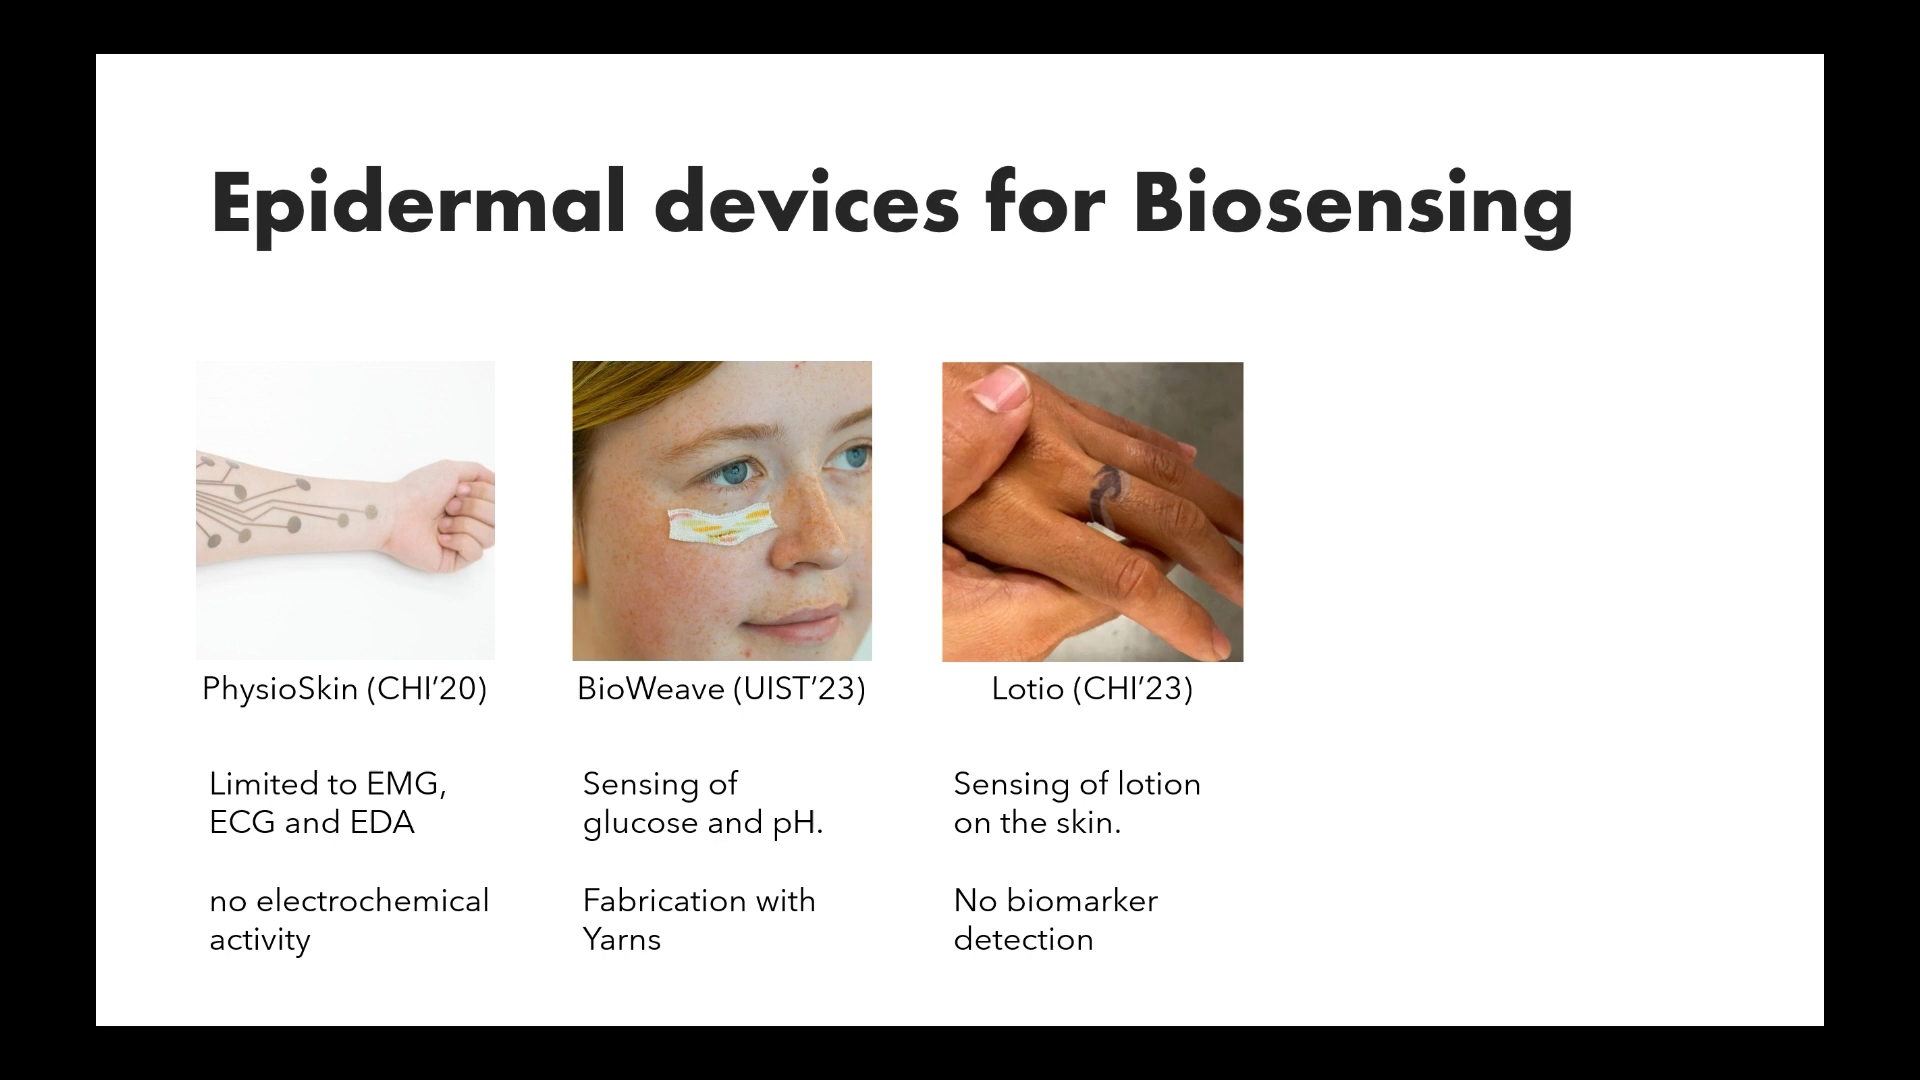 Epidermal devices for Biosensing
PhysioSkin (CHI’20)
Limited to EMG,
ECG and EDA
no electrochemical
activity
BioWeave (UIST’23)
Sensing of
glucose and pH.
Fabrication with
Yarns
Lotio (CHI’23)
Sensing of lotion
on the skin.
No biomarker
detection